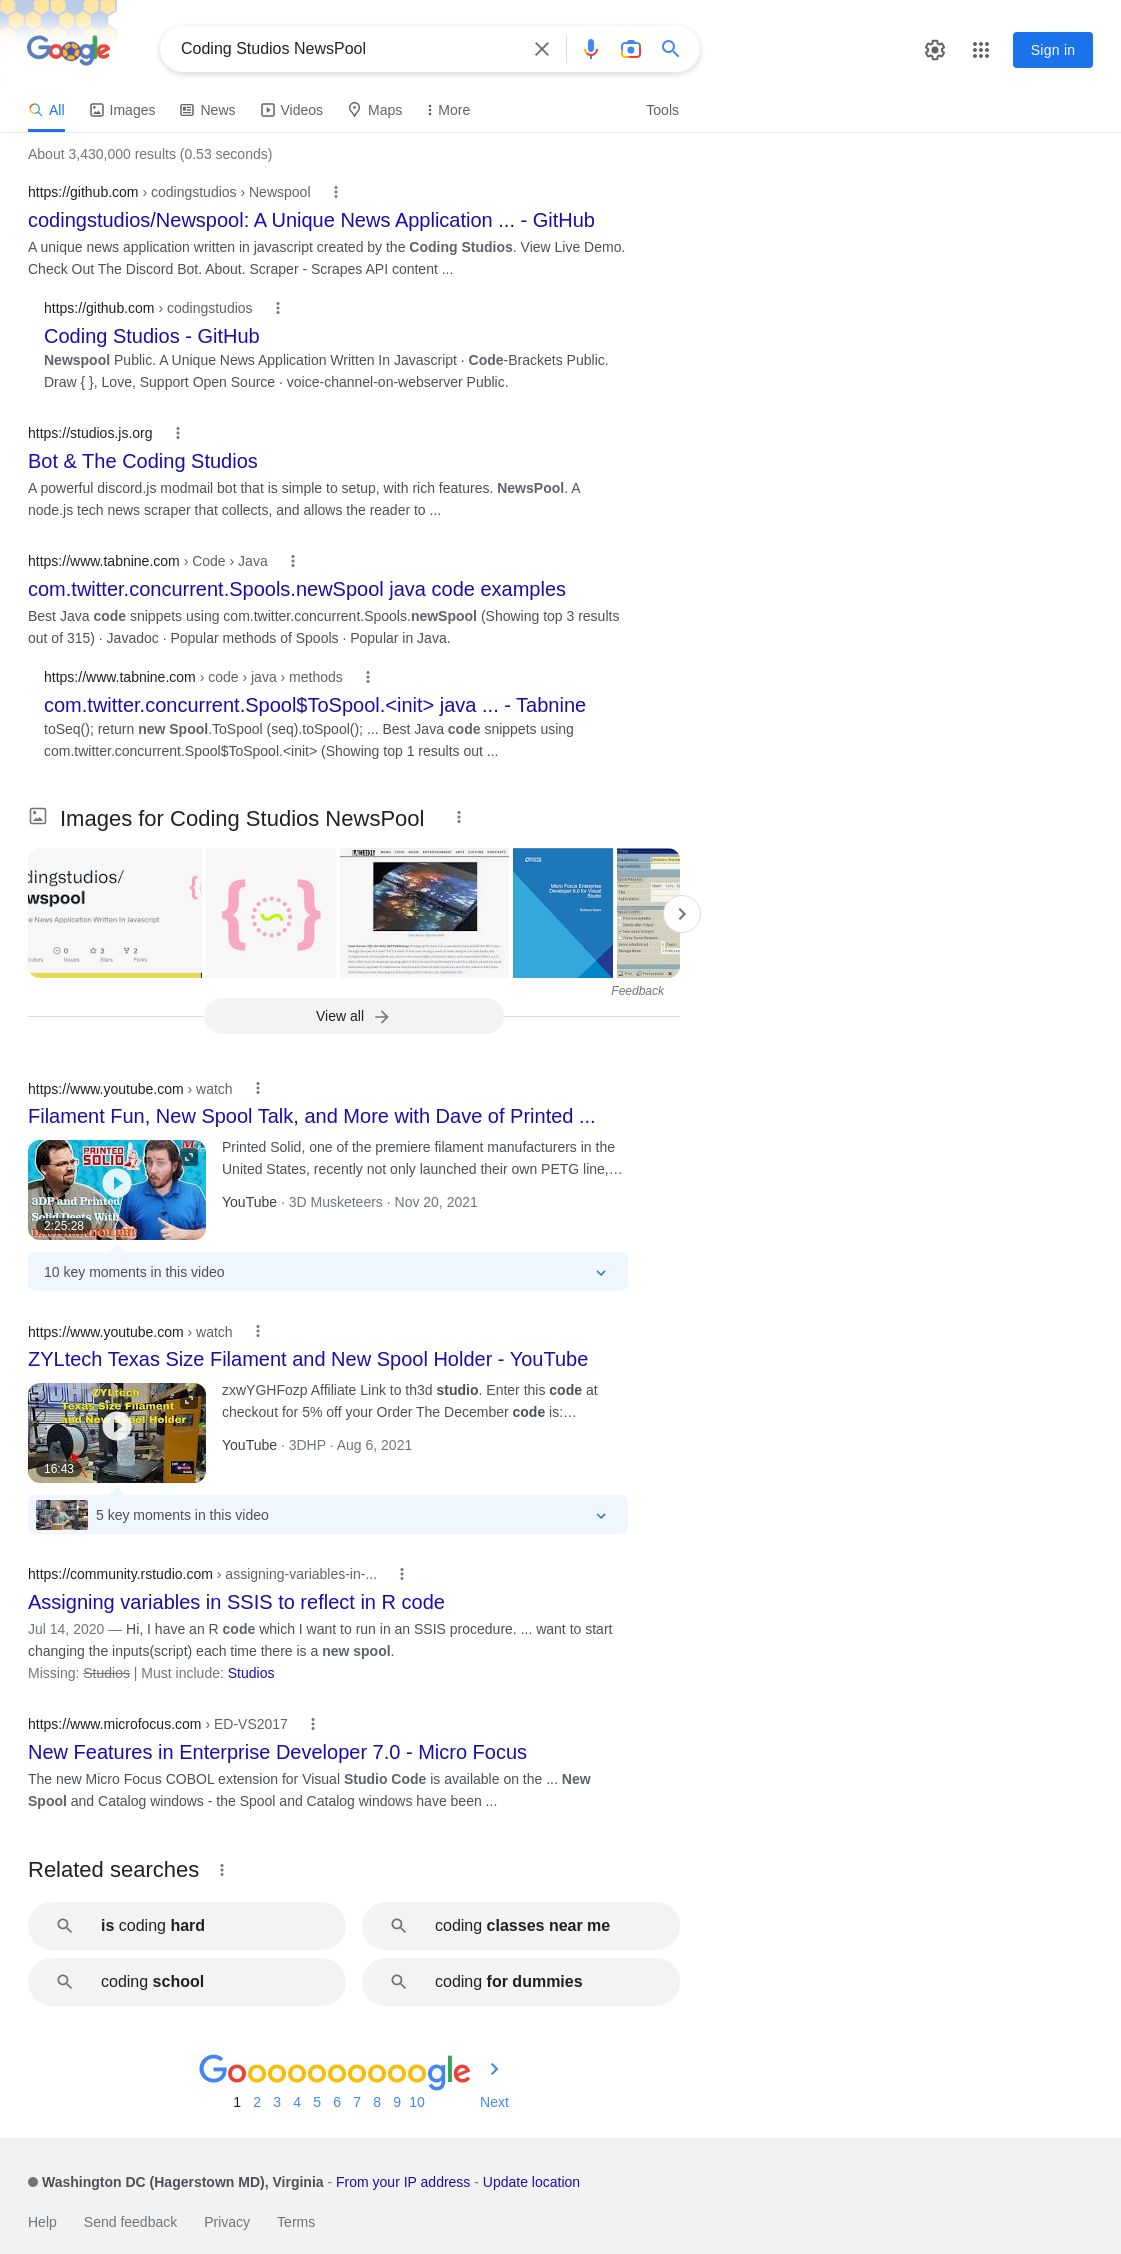 Google
Coding Studios NewsPool
Sign in
All Images News Videos Maps More Tools
About 3,430,000 results (0.53 seconds)
https://github.com › codingstudios › Newspool
codingstudios/Newspool: A Unique News Application ... - GitHub
A unique news application written in javascript created by the Coding Studios. View Live Demo.
Check Out The Discord Bot. About. Scraper - Scrapes API content ...
https://github.com › codingstudios
Coding Studios - GitHub
Newspool Public. A Unique News Application Written In Javascript · Code-Brackets Public.
Draw { }, Love, Support Open Source · voice-channel-on-webserver Public.
https://studios.js.org
Bot & The Coding Studios
A powerful discord.js modmail bot that is simple to setup, with rich features. NewsPool. A
node.js tech news scraper that collects, and allows the reader to ...
https://www.tabnine.com › Code › Java
com.twitter.concurrent.Spools.newSpool java code examples
Best Java code snippets using com.twitter.concurrent.Spools.newSpool (Showing top 3 results
out of 315) · Javadoc · Popular methods of Spools · Popular in Java.
https://www.tabnine.com › code › java › methods
com.twitter.concurrent.Spool$ToSpool.<init> java ... - Tabnine
toSeq(); return new Spool.ToSpool (seq).toSpool(); ... Best Java code snippets using
com.twitter.concurrent.Spool$ToSpool.<init> (Showing top 1 results out ...
Images for Coding Studios NewsPool
dingstudios/
wspool
e News Application Written In Javascript
0 3 2
Issues Stars Forks
WEEKLY
Micro Focus Enterprise
Developer 6.0 for Visual
Studio
Feedback
View all
https://www.youtube.com › watch
Filament Fun, New Spool Talk, and More with Dave of Printed ...
PRINTED
SOLID
3DP and Printed
Solid Deets With
2:25:28
Printed Solid, one of the premiere filament manufacturers in the
United States, recently not only launched their own PETG line,...
YouTube · 3D Musketeers · Nov 20, 2021
10 key moments in this video
https://www.youtube.com › watch
ZYLtech Texas Size Filament and New Spool Holder - YouTube
ZYLtech
Texas Size Filament
and New Spool Holder
16:43
zxwYGHFozp Affiliate Link to th3d studio. Enter this code at
checkout for 5% off your Order The December code is:...
YouTube · 3DHP · Aug 6, 2021
5 key moments in this video
https://community.rstudio.com › assigning-variables-in-...
Assigning variables in SSIS to reflect in R code
Jul 14, 2020 — Hi, I have an R code which I want to run in an SSIS procedure. ... want to start
changing the inputs(script) each time there is a new spool.
Missing: Studios | Must include: Studios
https://www.microfocus.com › ED-VS2017
New Features in Enterprise Developer 7.0 - Micro Focus
The new Micro Focus COBOL extension for Visual Studio Code is available on the ... New
Spool and Catalog windows - the Spool and Catalog windows have been ...
Related searches
is coding hard
coding classes near me
coding school
coding for dummies
Goooooooooogle
1 2 3 4 5 6 7 8 9 10 Next
Washington DC (Hagerstown MD), Virginia - From your IP address - Update location
Help Send feedback Privacy Terms